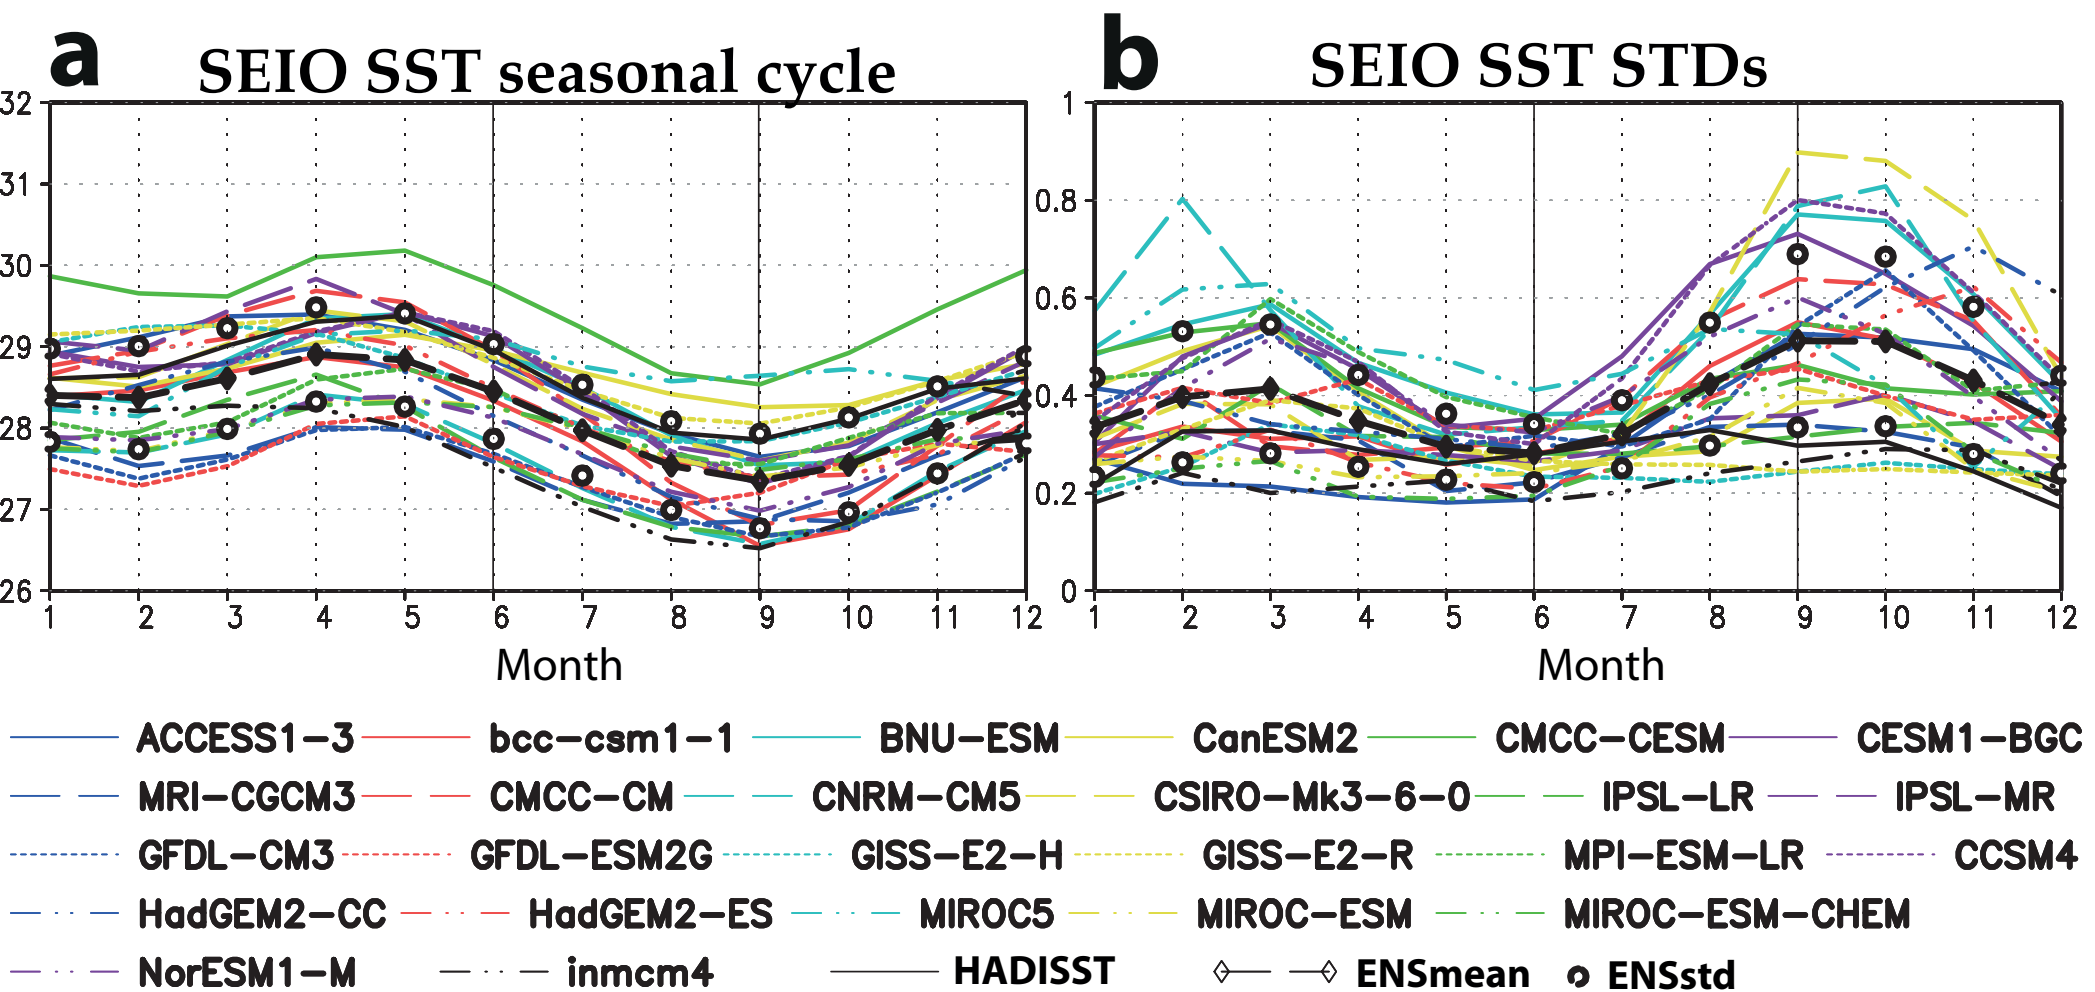 a SEIO SST seasonal cycle b SEIO SST STDs
32
31
30
29
28
27
26
1 2 3 4 5 6 7 8 9 10 11 12
Month
1
0.8
0.6
0.4
0.2
0
1 2 3 4 5 6 7 8 9 10 11 12
Month
ACCESS1-3 bcc-csm1-1 BNU-ESM CanESM2 CMCC-CESM CESM1-BGC
MRI-CGCM3 CMCC-CM CNRM-CM5 CSIRO-Mk3-6-0 IPSL-LR IPSL-MR
GFDL-CM3 GFDL-ESM2G GISS-E2-H GISS-E2-R MPI-ESM-LR CCSM4
HadGEM2-CC HadGEM2-ES MIROC5 MIROC-ESM MIROC-ESM-CHEM
NorESM1-M inmcm4 HADISST ENSmean ENSstd